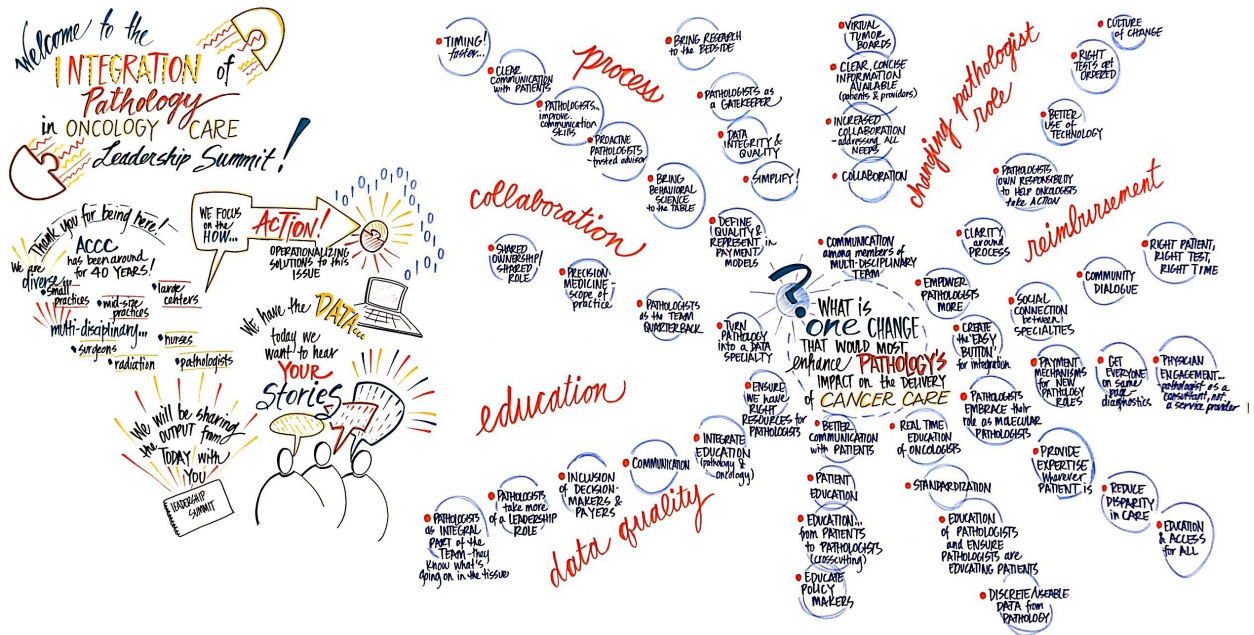 Welcome to the
INTEGRATION of
Pathology
in ONCOLOGY CARE
Leadership Summit!
Thank you for being here!
ACCC
has been around
for 40 YEARS!
We are
diverse in
• small
practices
• mid-size
practices
• large
centers
multi-disciplinary...
• surgeons
• nurses
• radiation
• pathologists
WE FOCUS
on the
HOW...
ACTION!
OPERATIONALIZING
SOLUTIONS to this
ISSUE
WE have the DATA...
today we
want to hear
YOUR
Stories
We will be sharing
the OUTPUT from
TODAY with
YOU
LEADERSHIP
SUMMIT
process
collaboration
education
data quality
changing pathologist
role
reimbursement
?
WHAT is
one CHANGE
THAT WOULD MOST
enhance PATHOLOGY'S
IMPACT on the DELIVERY
of CANCER CARE
• TIMING!
faster...
• CLEAR
COMMUNICATION
with PATIENTS
• PATHOLOGISTS...
improve
communication
SKILLS
• PROACTIVE
PATHOLOGISTS
-trusted advisor
• BRING
BEHAVIORAL
SCIENCE
to the TABLE
• DEFINE
QUALITY &
REPRESENT in
PAYMENT
MODELS
• BRING RESEARCH
to the BEDSIDE
• PATHOLOGISTS as
a GATEKEEPER
• DATA
INTEGRITY &
QUALITY
• SIMPLIFY!
• VIRTUAL
TUMOR
BOARDS
• CLEAR, CONCISE
INFORMATION
AVAILABLE
(patients & providers)
• INCREASED
COLLABORATION
-addressing ALL
NEEDS
• COLLABORATION
• COMMUNICATION
among members of
MULTI-DISCIPLINARY
TEAM
• CULTURE
of CHANGE
• RIGHT
TESTS get
ORDERED
• BETTER
USE of
TECHNOLOGY
• PATHOLOGISTS
OWN RESPONSIBLITY
to HELP ONCOLOGISTS
take ACTION
• CLARITY
around
PROCESS
• EMPOWER
PATHOLOGISTS
MORE
• SHARED
OWNERSHIP/
SHARED
ROLE
• PRECISION-
MEDICINE-
scope of
practice
• PATHOLOGISTS
as the TEAM
QUARTERBACK
• TURN
PATHOLOGY
into a DATA
SPECIALTY
• RIGHT PATIENT,
RIGHT TEST,
RIGHT TIME
• COMMUNITY
DIALOGUE
• SOCIAL
CONNECTION
between
SPECIALTIES
• CREATE
the "EASY
BUTTON"
for integration
• PHYSICIAN
ENGAGEMENT...
-pathologist as a
consultant, not
a service provider
• GET
EVERYONE
on same
page
diagnostics
• PAYMENT
MECHANISMS
for NEW
PATHOLOGY
ROLES
• PATHOLOGISTS
EMBRACE their
role as MOLECULAR
PATHOLOGISTS
• ENSURE
WE have
RIGHT
RESOURCES for
PATHOLOGISTS
• INTEGRATE
EDUCATION
(pathology &
oncology)
• COMMUNICATION
• INCLUSION
of DECISION-
MAKERS &
PAYERS
• PATHOLOGISTS
take more
of a LEADERSHIP
ROLE
• PATHOLOGISTS
as INTEGRAL
PART of the
TEAM-they
know what's
going on in the tissue
• BETTER
COMMUNICATION
with PATIENTS
• PATIENT
EDUCATION
• EDUCATION...
from PATIENTS
to PATHOLOGISTS
(crosscutting)
• EDUCATE
POLICY
MAKERS
• REAL TIME
EDUCATION
of ONCOLOGISTS
• STANDARDIZATION
• EDUCATION
of PATHOLOGISTS
and ENSURE
PATHOLOGISTS are
EDUCATING PATIENTS
• DISCRETE/USEABLE
DATA from
PATHOLOGY
• PROVIDE
EXPERTISE
wherever
PATIENT is
• REDUCE
DISPARITY
in CARE
• EDUCATION
& ACCESS
for ALL